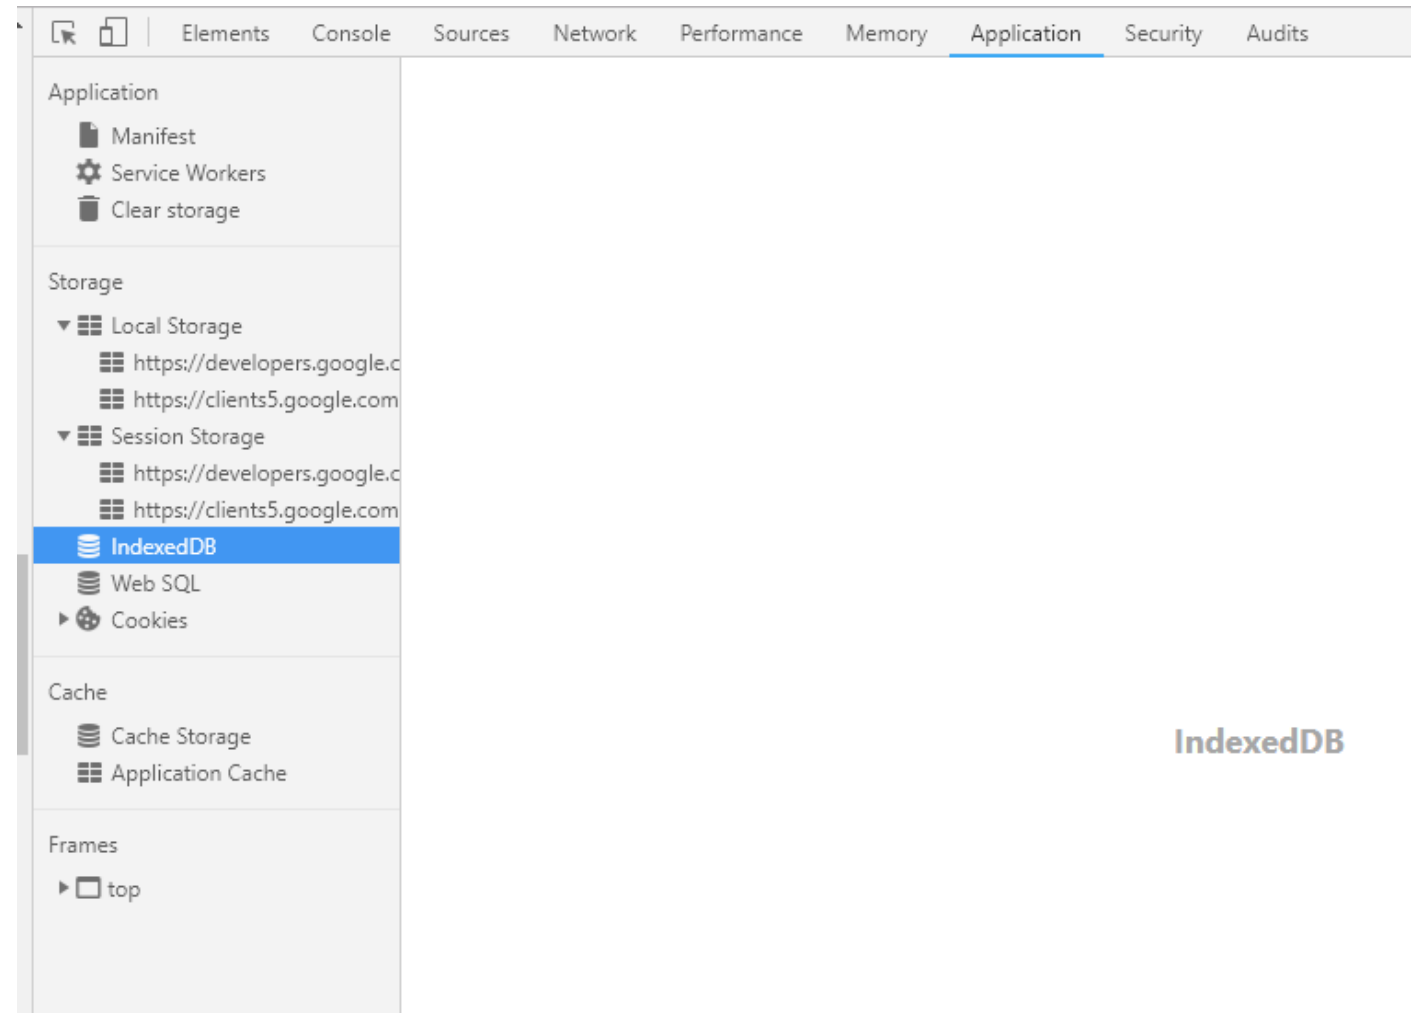 Elements Console Sources Network Performance Memory Application Security Audits
Application
Manifest
Service Workers
Clear storage
Storage
Local Storage
https://developers.google.c
https://clients5.google.com
Session Storage
https://developers.google.c
https://clients5.google.com
IndexedDB
Web SQL
Cookies
Cache
Cache Storage
Application Cache
Frames
top
IndexedDB